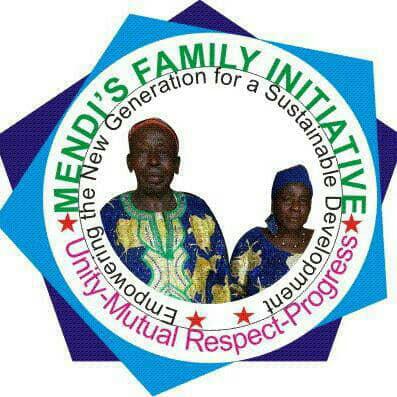 MENDI'S FAMILY INITIATIVE
Empowering the New Generation for a Sustainable Development
Unity-Mutual Respect-Progress